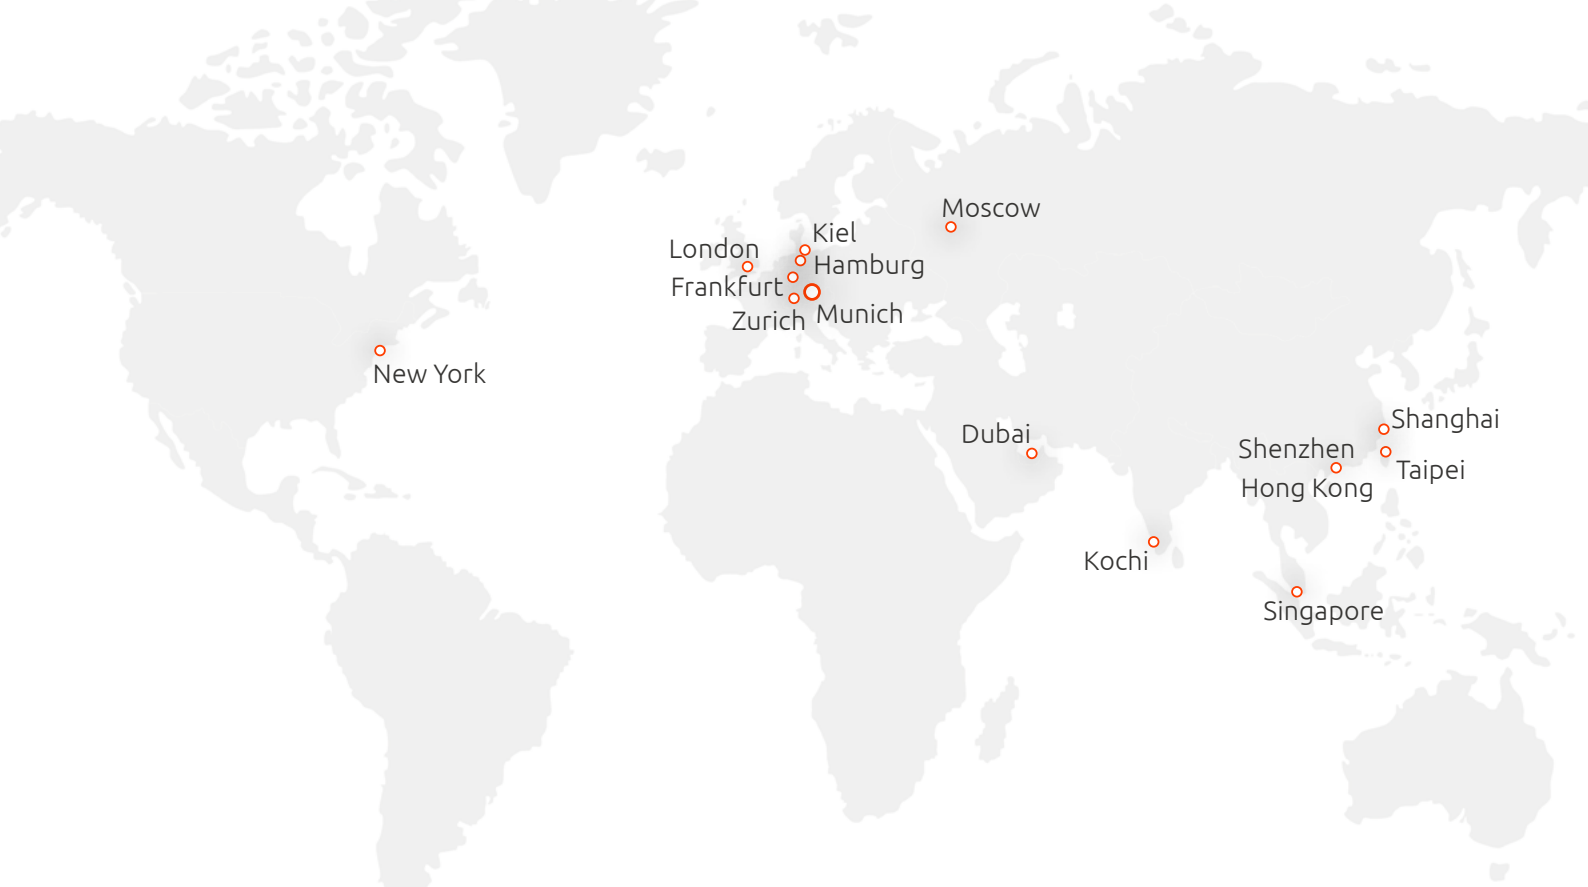 Moscow
Kiel
London
Hamburg
Frankfurt
Munich
Zurich
New York
Shanghai
Dubai
Shenzhen
Taipei
Hong Kong
Kochi
Singapore